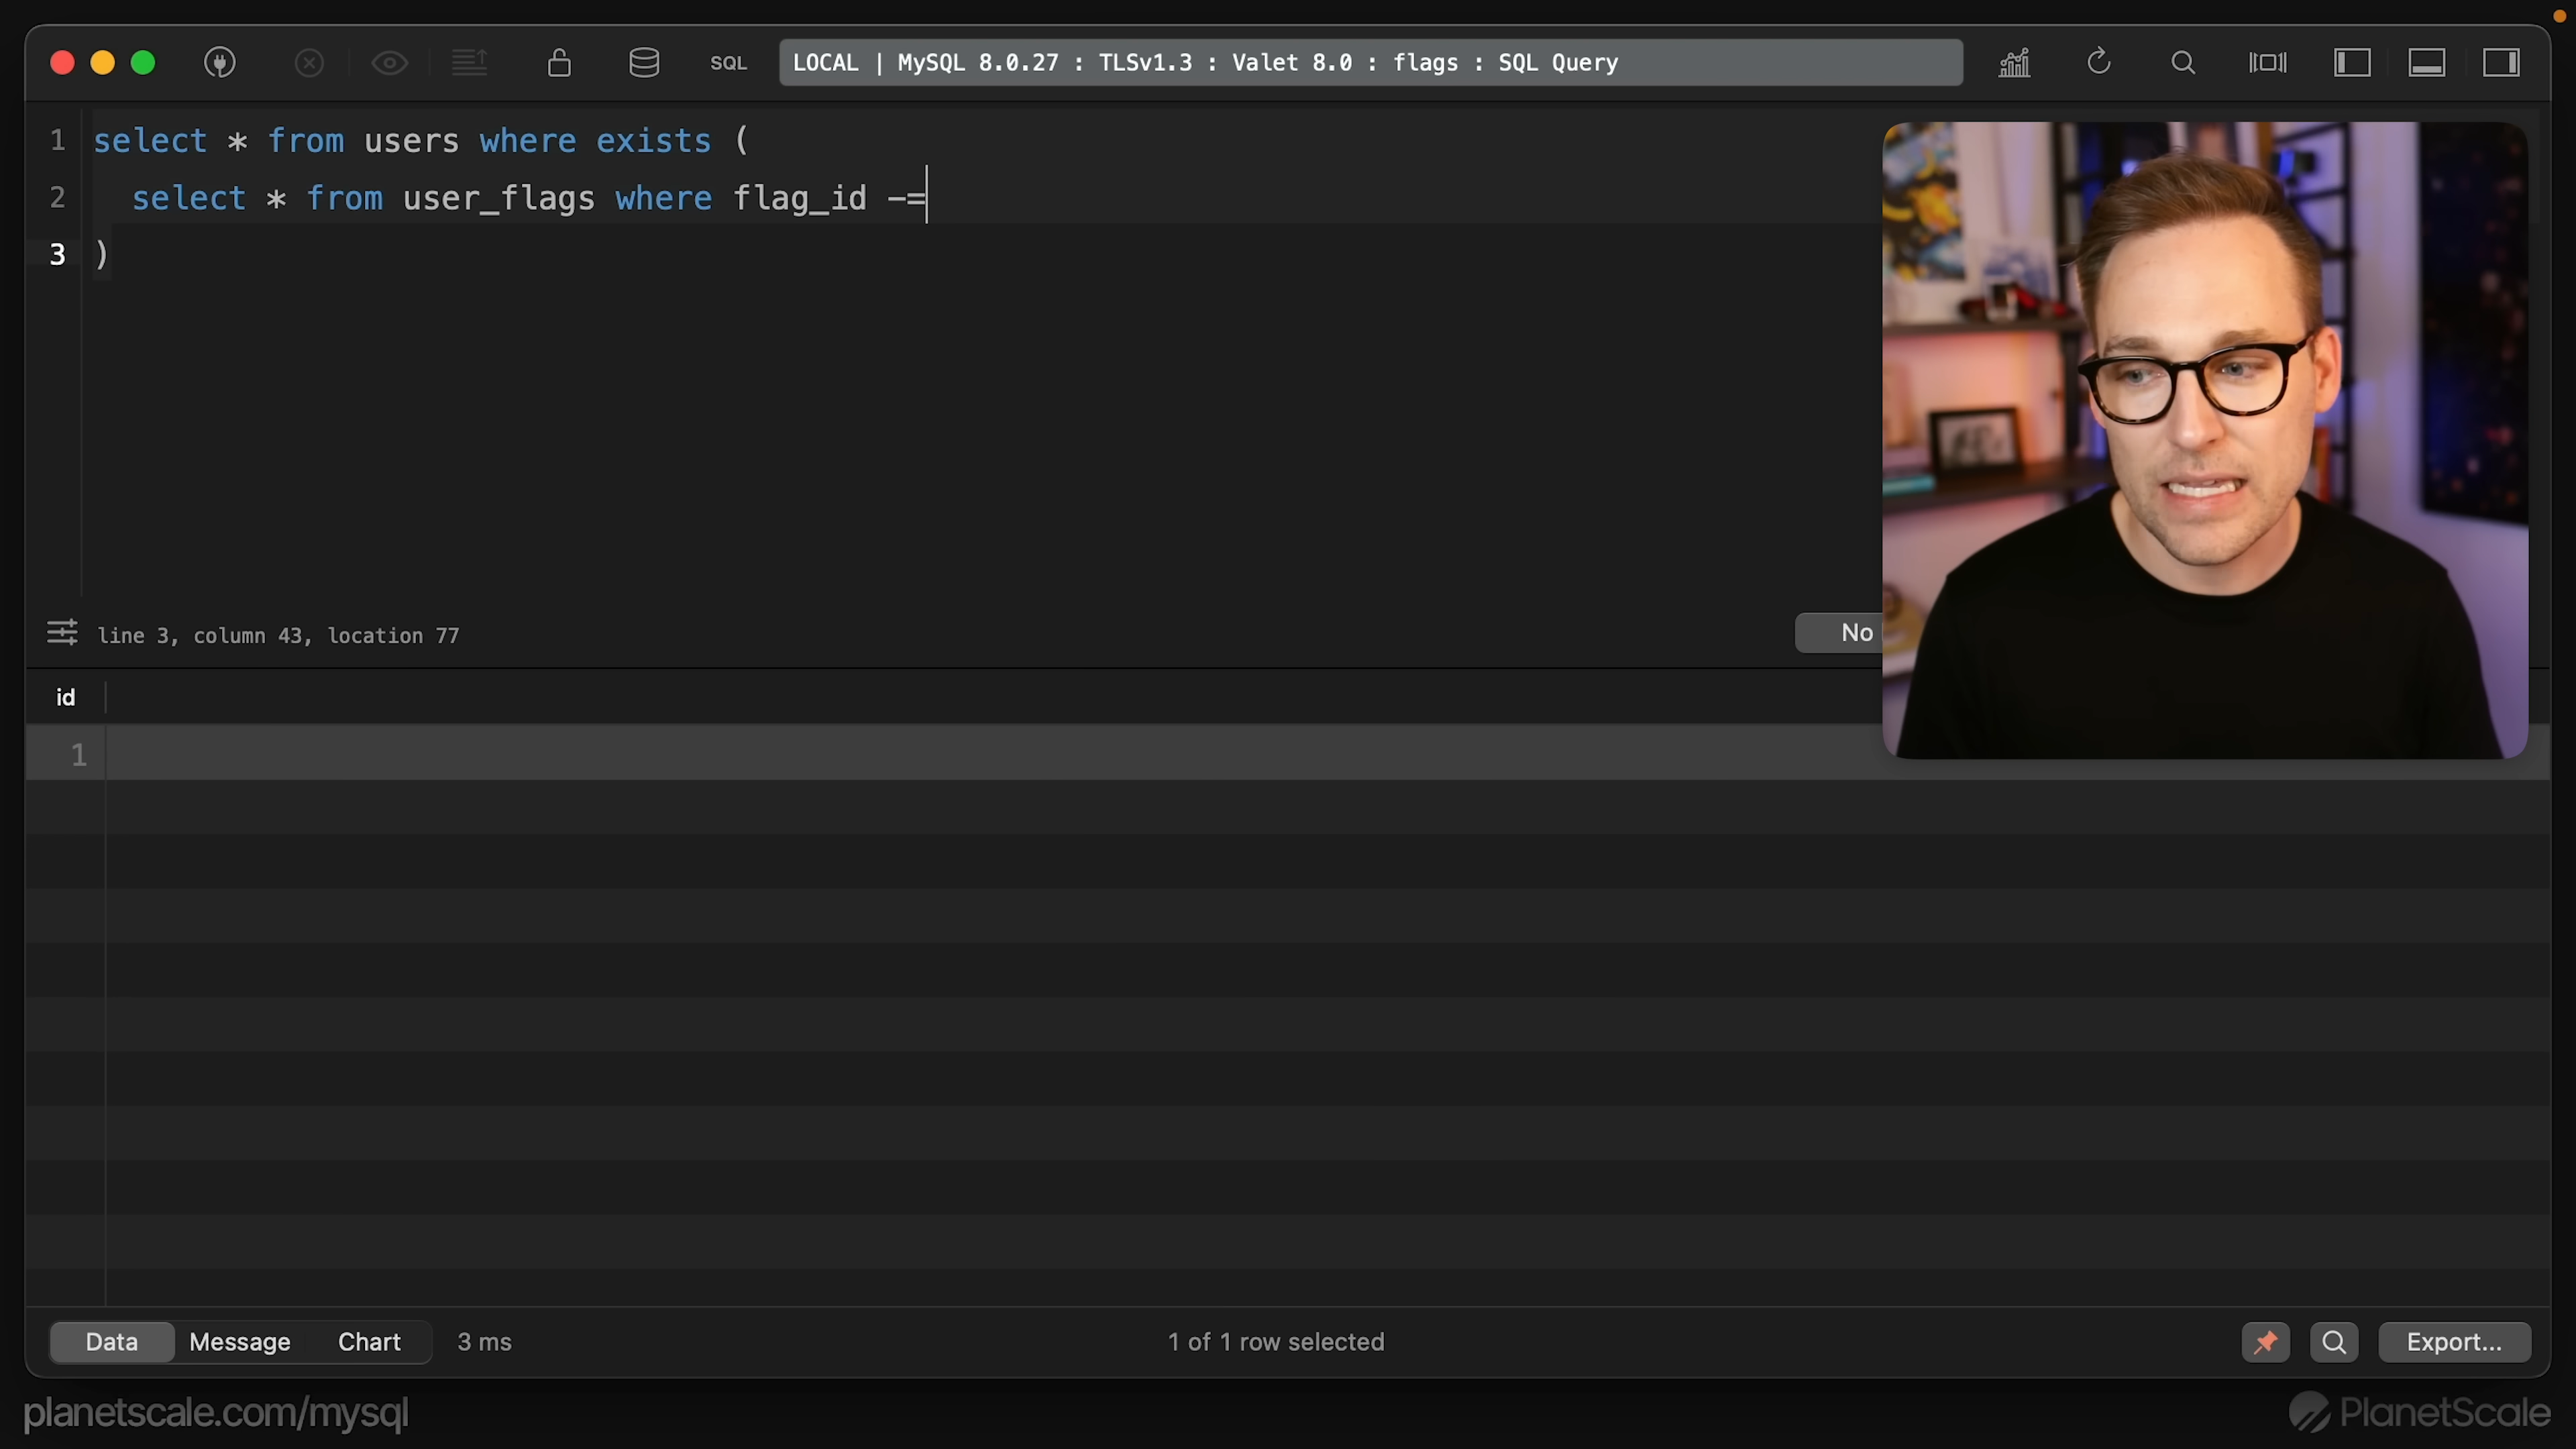 SQL
LOCAL | MySQL 8.0.27 : TLSv1.3 : Valet 8.0 : flags : SQL Query
1 select * from users where exists (
2 select * from user_flags where flag_id -=
3 )
line 3, column 43, location 77
No
id
1
Data Message Chart 3 ms 1 of 1 row selected Export...
planetscale.com/mysql PlanetScale